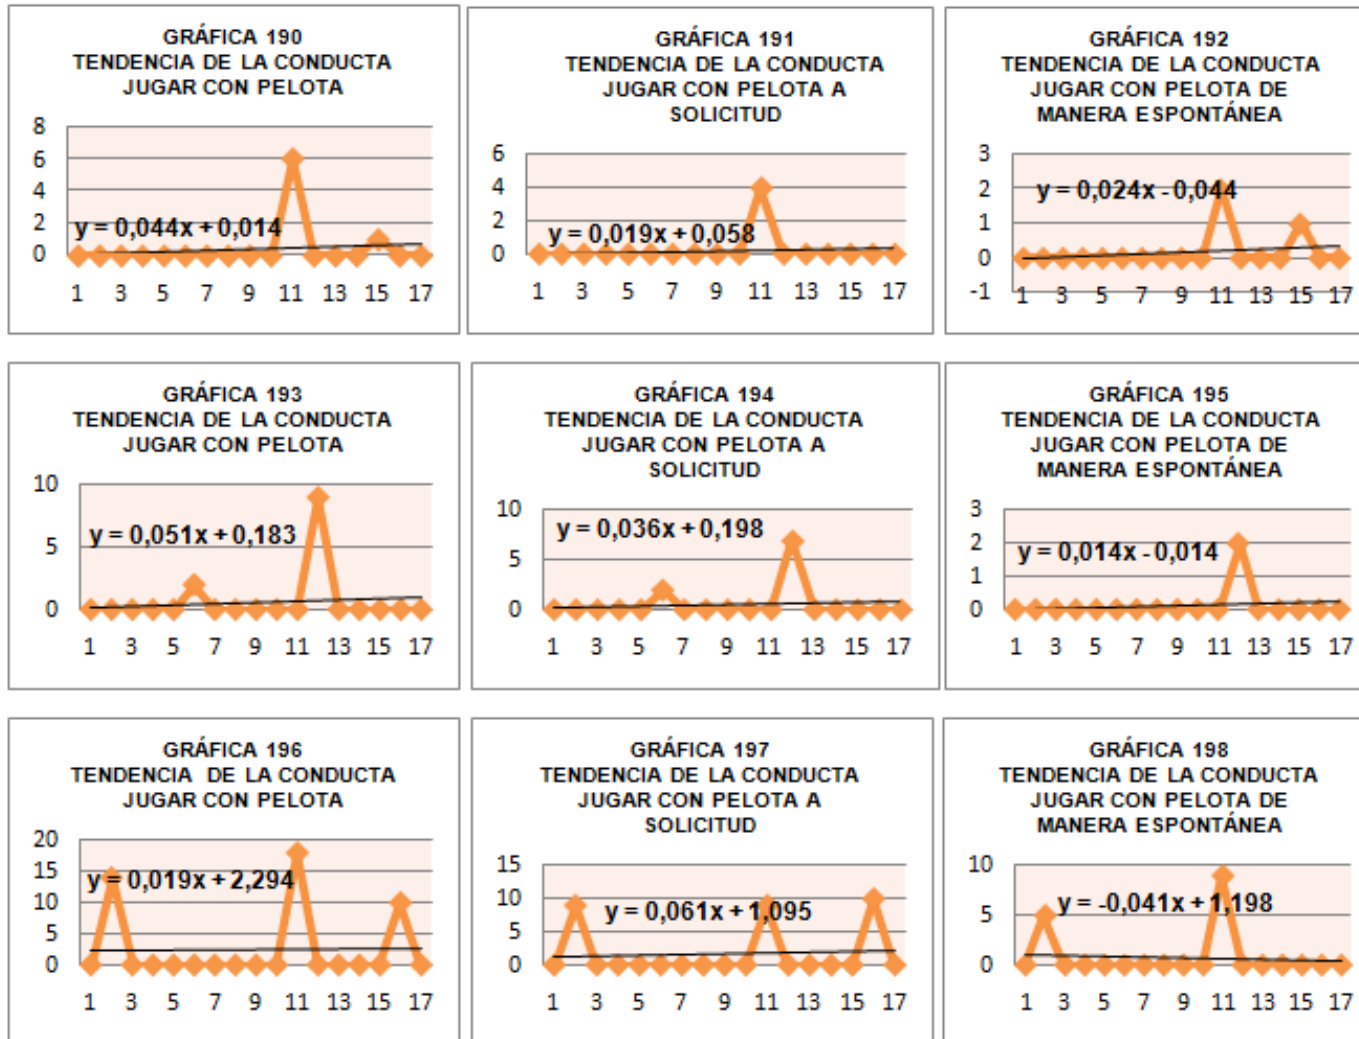 GRÁFICA 190
TENDENCIA DE LA CONDUCTA
JUGAR CON PELOTA
8
6
4
2
0
y = 0,044x + 0,014
1 3 5 7 9 11 13 15 17
GRÁFICA 191
TENDENCIA DE LA CONDUCTA
JUGAR CON PELOTA A
SOLICITUD
6
4
2
0
y = 0,019x + 0,058
1 3 5 7 9 11 13 15 17
GRÁFICA 192
TENDENCIA DE LA CONDUCTA
JUGAR CON PELOTA DE
MANERA ESPONTÁNEA
3
2
1
0
-1
y = 0,024x - 0,044
1 3 5 7 9 11 13 15 17
GRÁFICA 193
TENDENCIA DE LA CONDUCTA
JUGAR CON PELOTA
10
5
0
y = 0,051x + 0,183
1 3 5 7 9 11 13 15 17
GRÁFICA 194
TENDENCIA DE LA CONDUCTA
JUGAR CON PELOTA A
SOLICITUD
10
5
0
y = 0,036x + 0,198
1 3 5 7 9 11 13 15 17
GRÁFICA 195
TENDENCIA DE LA CONDUCTA
JUGAR CON PELOTA DE
MANERA ESPONTÁNEA
3
2
1
0
y = 0,014x - 0,014
1 3 5 7 9 11 13 15 17
GRÁFICA 196
TENDENCIA DE LA CONDUCTA
JUGAR CON PELOTA
20
15
10
5
0
y = 0,019x + 2,294
1 3 5 7 9 11 13 15 17
GRÁFICA 197
TENDENCIA DE LA CONDUCTA
JUGAR CON PELOTA A
SOLICITUD
15
10
5
0
y = 0,061x + 1,095
1 3 5 7 9 11 13 15 17
GRÁFICA 198
TENDENCIA DE LA CONDUCTA
JUGAR CON PELOTA DE
MANERA ESPONTÁNEA
10
5
0
y = -0,041x + 1,198
1 3 5 7 9 11 13 15 17